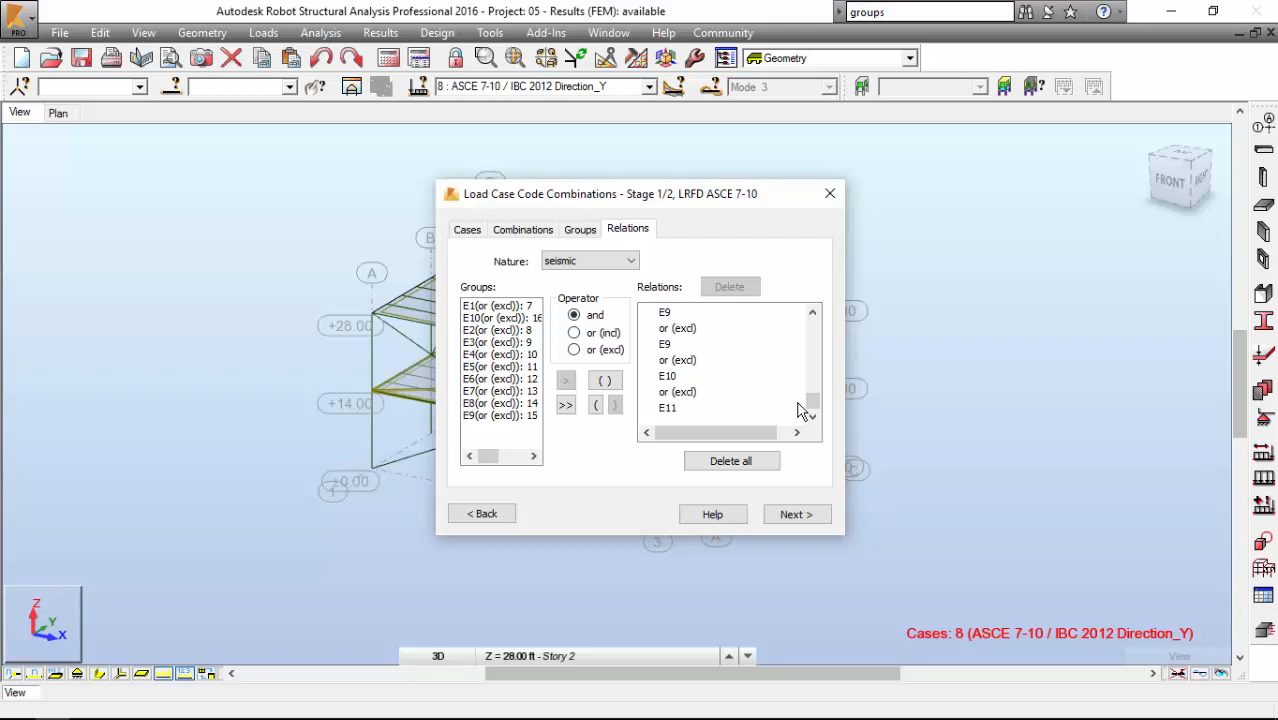 Autodesk Robot Structural Analysis Professional 2016 - Project: 05 - Results (FEM): available
groups
PRO
File Edit View Geometry Loads Analysis Results Design Tools Add-Ins Window Help Community
Geometry
8 : ASCE 7-10 / IBC 2012 Direction_Y
Mode 3
View Plan
Load Case Code Combinations - Stage 1/2, LRFD ASCE 7-10
Cases Combinations Groups Relations
Nature: seismic
Groups:
Operator
Relations:
Delete
E1(or (excl)): 7
E10(or (excl)): 16
E2(or (excl)): 8
E3(or (excl)): 9
E4(or (excl)): 10
E5(or (excl)): 11
E6(or (excl)): 12
E7(or (excl)): 13
E8(or (excl)): 14
E9(or (excl)): 15
and
or (incl)
or (excl)
>
( )
>>
(
)
E9
or (excl)
E9
or (excl)
E10
or (excl)
E11
Delete all
< Back
Help
Next >
FRONT
RIGHT
A
B
+28.00
+14.00
+0.00
1
3
A
Cases: 8 (ASCE 7-10 / IBC 2012 Direction_Y)
Z
Y
X
3D
Z = 28.00 ft - Story 2
View
View